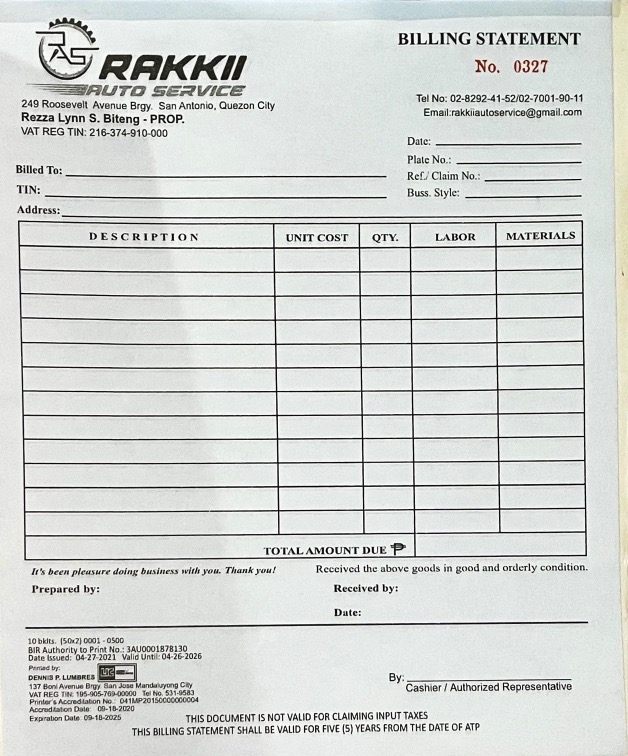 RAS
RAKKII
AUTO SERVICE
249 Roosevelt Avenue Brgy. San Antonio, Quezon City
Rezza Lynn S. Biteng - PROP.
VAT REG TIN: 216-374-910-000
BILLING STATEMENT
No. 0327
Tel No: 02-8292-41-52/02-7001-90-11
Email:rakkiiautoservice@gmail.com
Date:
Plate No.:
Ref./ Claim No.:
Buss. Style:
Billed To:
TIN:
Address:
DESCRIPTION UNIT COST QTY. LABOR MATERIALS
TOTAL AMOUNT DUE ₱
It's been pleasure doing business with you. Thank you! Received the above goods in good and orderly condition.
Prepared by: Received by:
Date:
10 bklts. (50x2) 0001 - 0500
BIR Authority to Print No.: 3AU0001878130
Date Issued: 04-27-2021 Valid Until: 04-26-2026
Printed by:
DENNIS P. LUMBRES
137 Boni Avenue Brgy. San Jose Mandaluyong City
VAT REG TIN: 195-905-769-00000 Tel No. 531-9583
Printer's Accreditation No.: 041MP20150000000004
Accreditation Date: 09-18-2020
Expiration Date: 09-18-2025
By:
Cashier / Authorized Representative
THIS DOCUMENT IS NOT VALID FOR CLAIMING INPUT TAXES
THIS BILLING STATEMENT SHALL BE VALID FOR FIVE (5) YEARS FROM THE DATE OF ATP